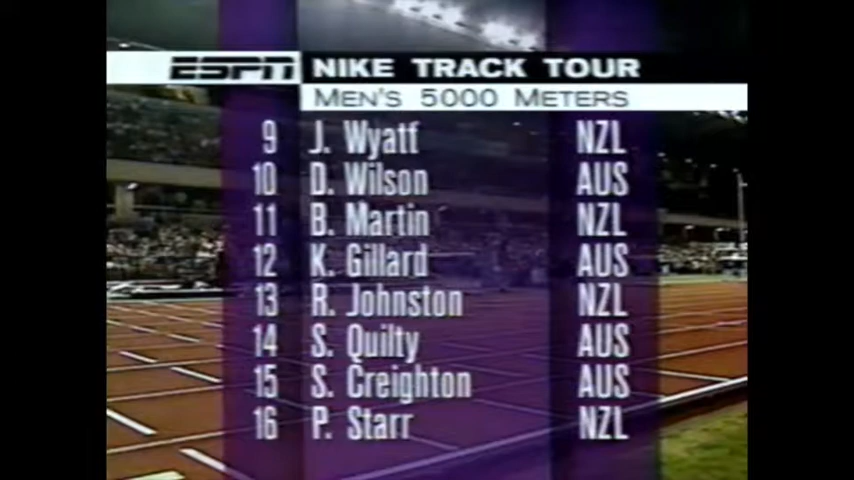 ESPN NIKE TRACK TOUR
MEN'S 5000 METERS
9 J. Wyatt NZL
10 D. Wilson AUS
11 B. Martin NZL
12 K. Gillard AUS
13 R. Johnston NZL
14 S. Quilty AUS
15 S. Creighton AUS
16 P. Starr NZL